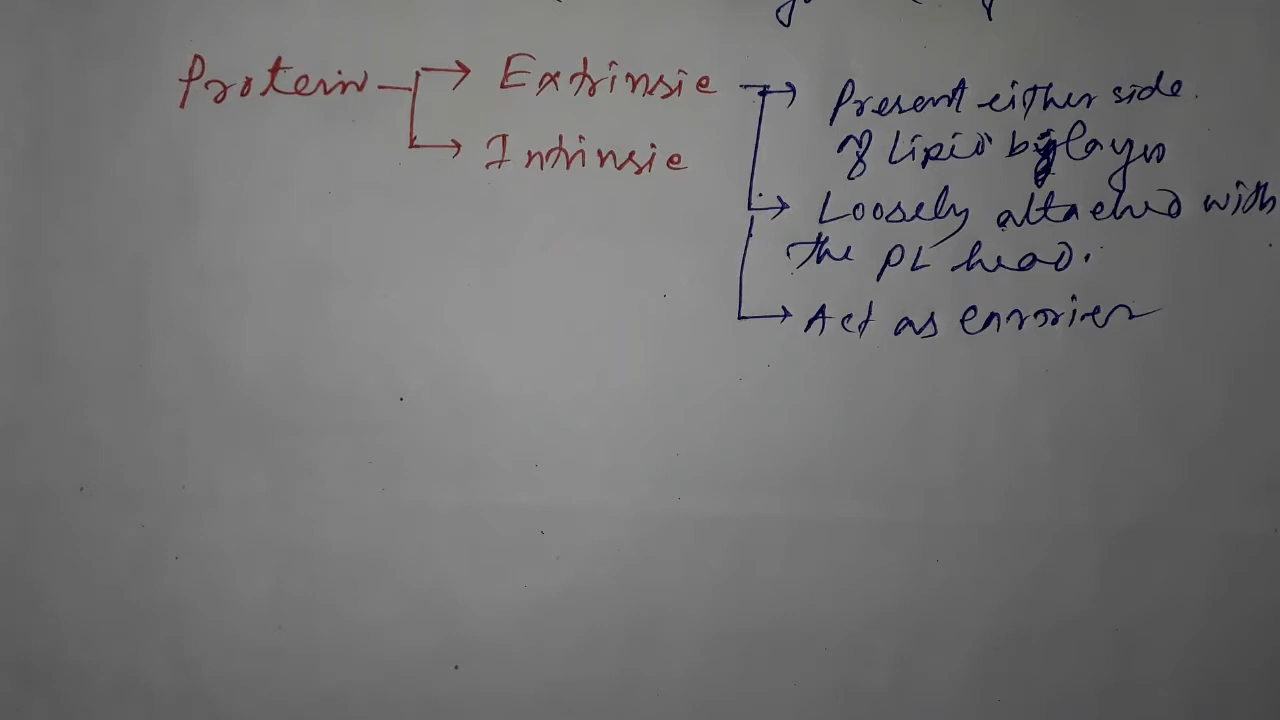 Protein → Extrinsic → Present either side
of lipid bilayer
→ Intrinsic
→ Loosely attached with
the PL head.
→ Act as carrier